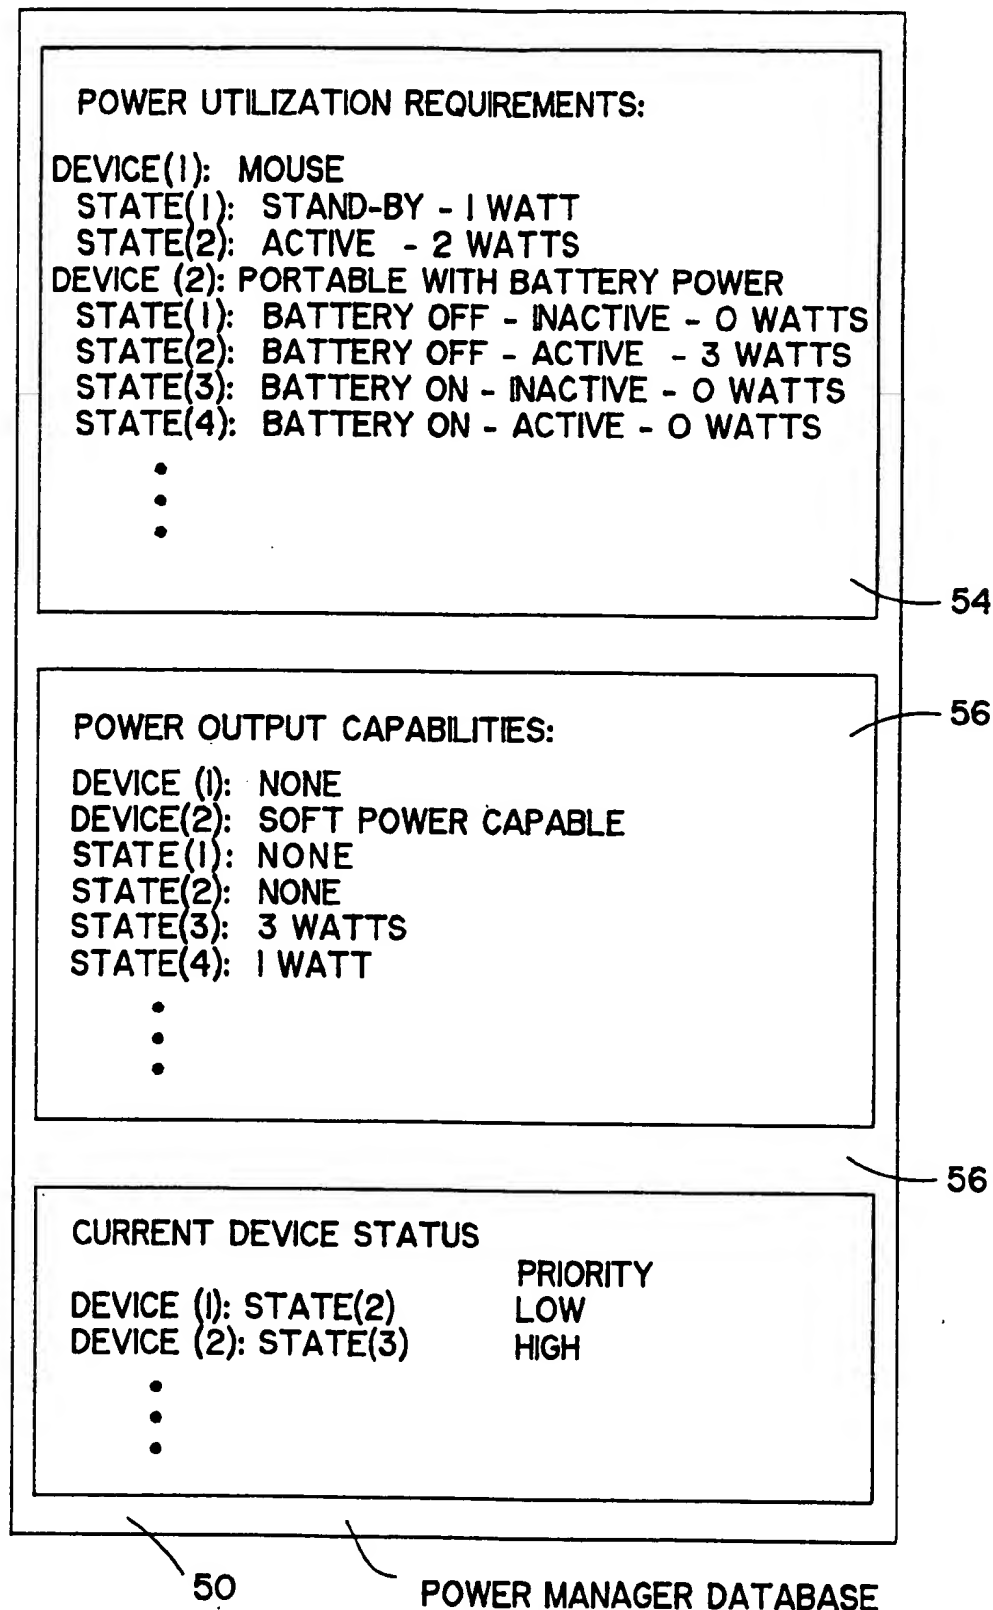 POWER UTILIZATION REQUIREMENTS:
DEVICE(1): MOUSE
STATE(1): STAND-BY - 1 WATT
STATE(2): ACTIVE - 2 WATTS
DEVICE (2): PORTABLE WITH BATTERY POWER
STATE(1): BATTERY OFF - INACTIVE - 0 WATTS
STATE(2): BATTERY OFF - ACTIVE - 3 WATTS
STATE(3): BATTERY ON - INACTIVE - 0 WATTS
STATE(4): BATTERY ON - ACTIVE - 0 WATTS
54
POWER OUTPUT CAPABILITIES:
56
DEVICE (1): NONE
DEVICE(2): SOFT POWER CAPABLE
STATE(1): NONE
STATE(2): NONE
STATE(3): 3 WATTS
STATE(4): 1 WATT
56
CURRENT DEVICE STATUS
PRIORITY
DEVICE (1): STATE(2) LOW
DEVICE (2): STATE(3) HIGH
50
POWER MANAGER DATABASE